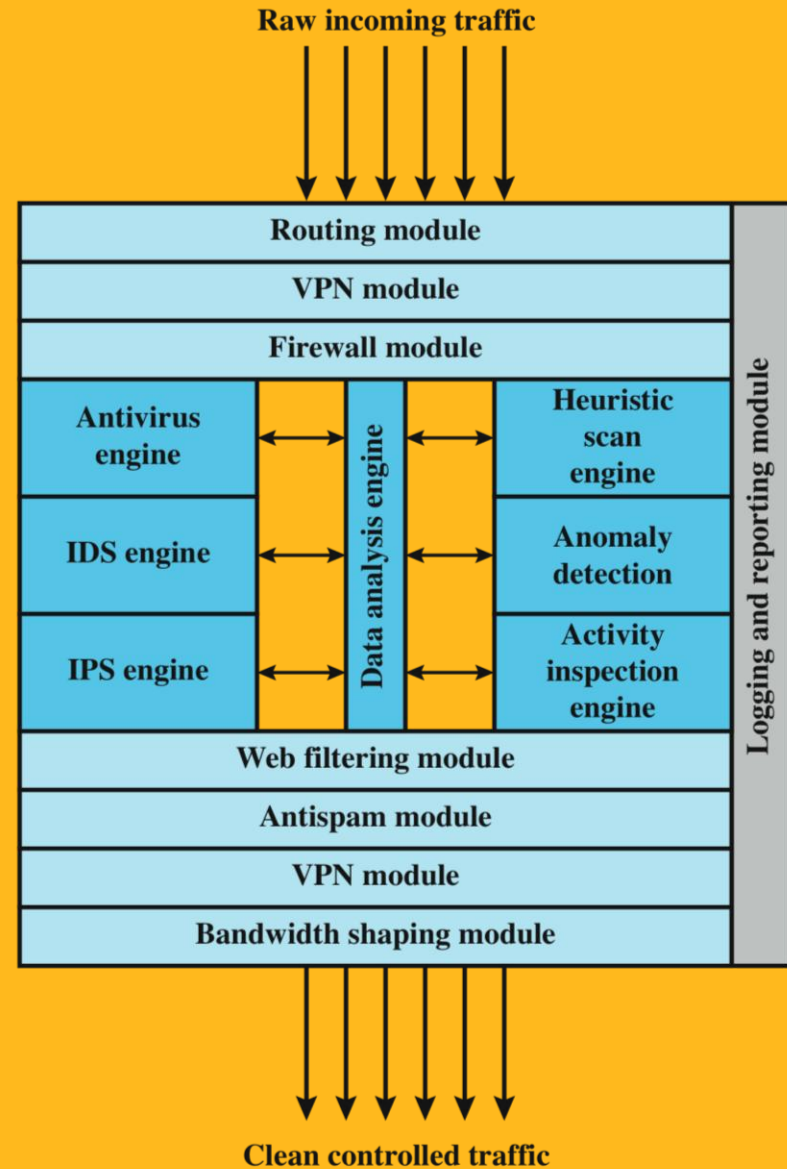 Raw incoming traffic
Routing module
VPN module
Firewall module
Antivirus
engine
Heuristic
scan
engine
IDS engine
Anomaly
detection
IPS engine
Activity
inspection
engine
Data analysis engine
Logging and reporting module
Web filtering module
Antispam module
VPN module
Bandwidth shaping module
Clean controlled traffic